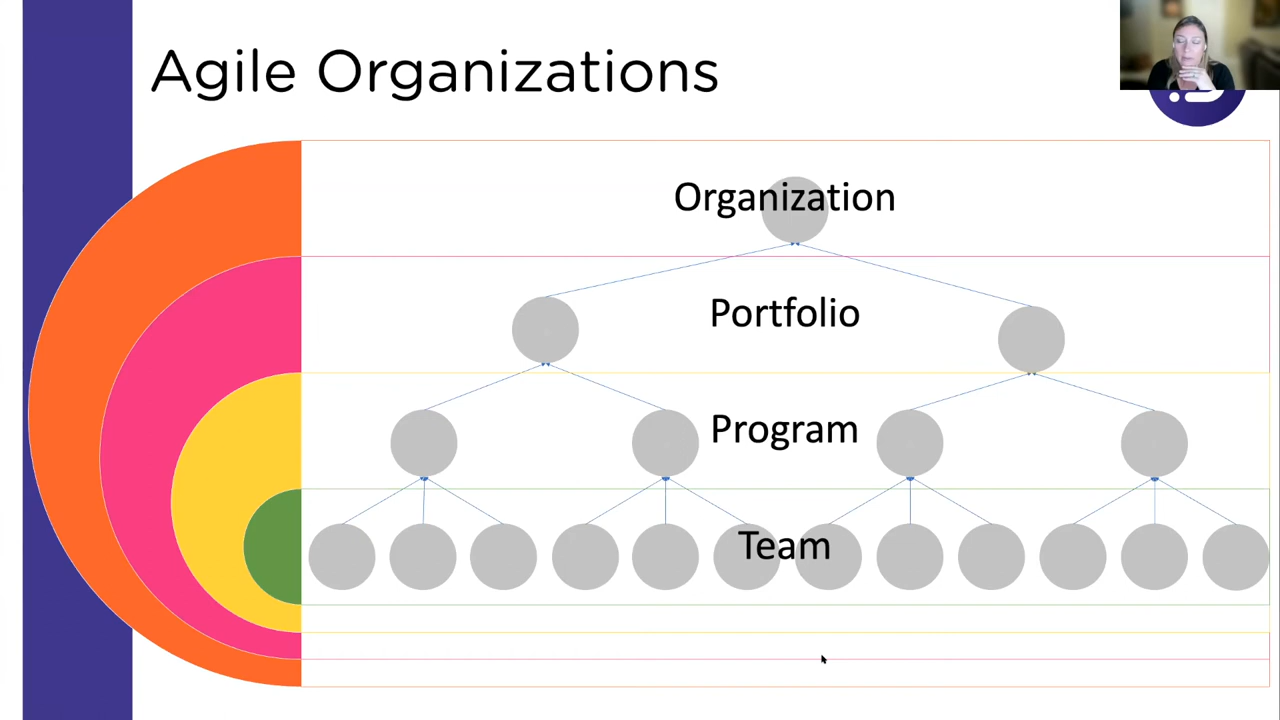 Agile Organizations
Organization
Portfolio
Program
Team